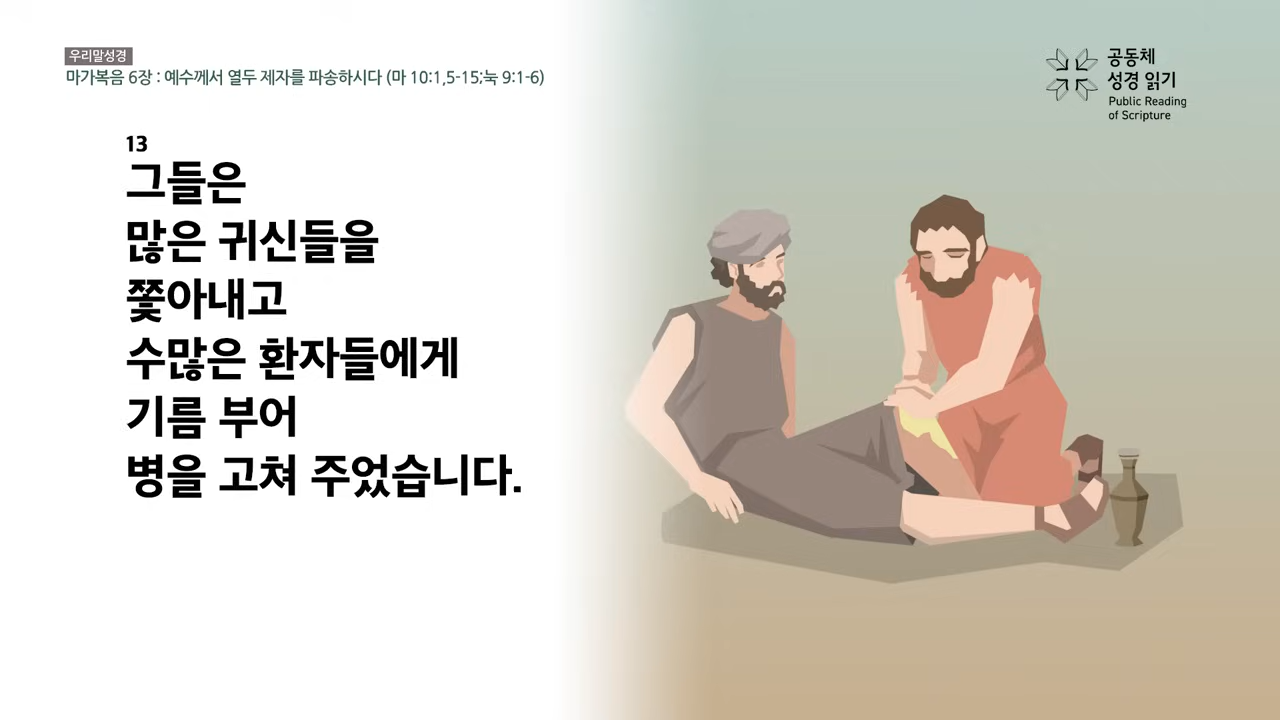 우리말성경
마가복음 6장 : 예수께서 열두 제자를 파송하시다 (마 10:1,5-15;눅 9:1-6)
공동체
성경 읽기
Public Reading
of Scripture
13
그들은
많은 귀신들을
쫓아내고
수많은 환자들에게
기름 부어
병을 고쳐 주었습니다.